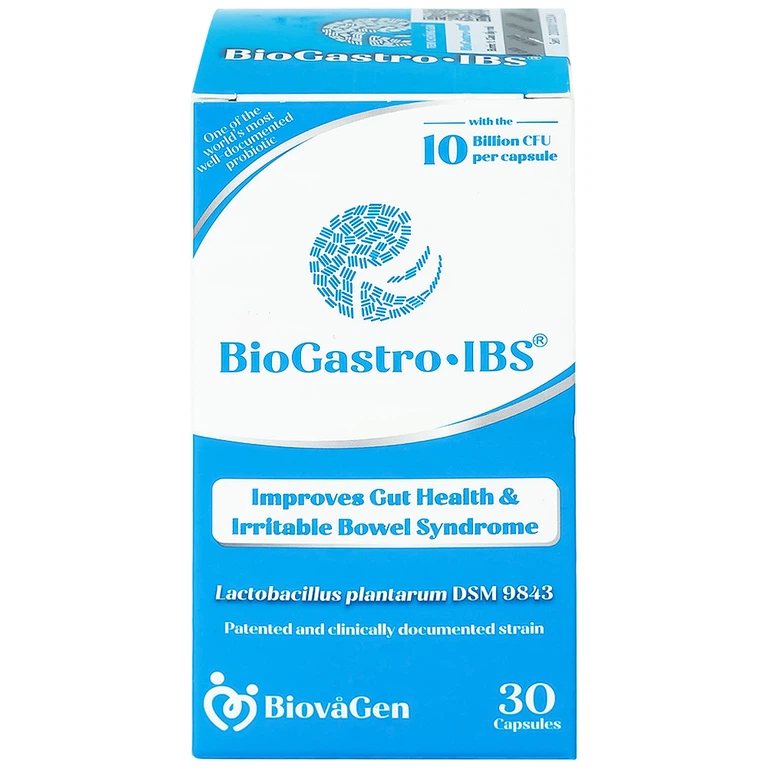 BioGastro•IBS®
One of the
world's most
well-documented
probiotic
with the
10 Billion CFU
per capsule
BioGastro•IBS®
Improves Gut Health &
Irritable Bowel Syndrome
Lactobacillus plantarum DSM 9843
Patented and clinically documented strain
BiovåGen
30
Capsules